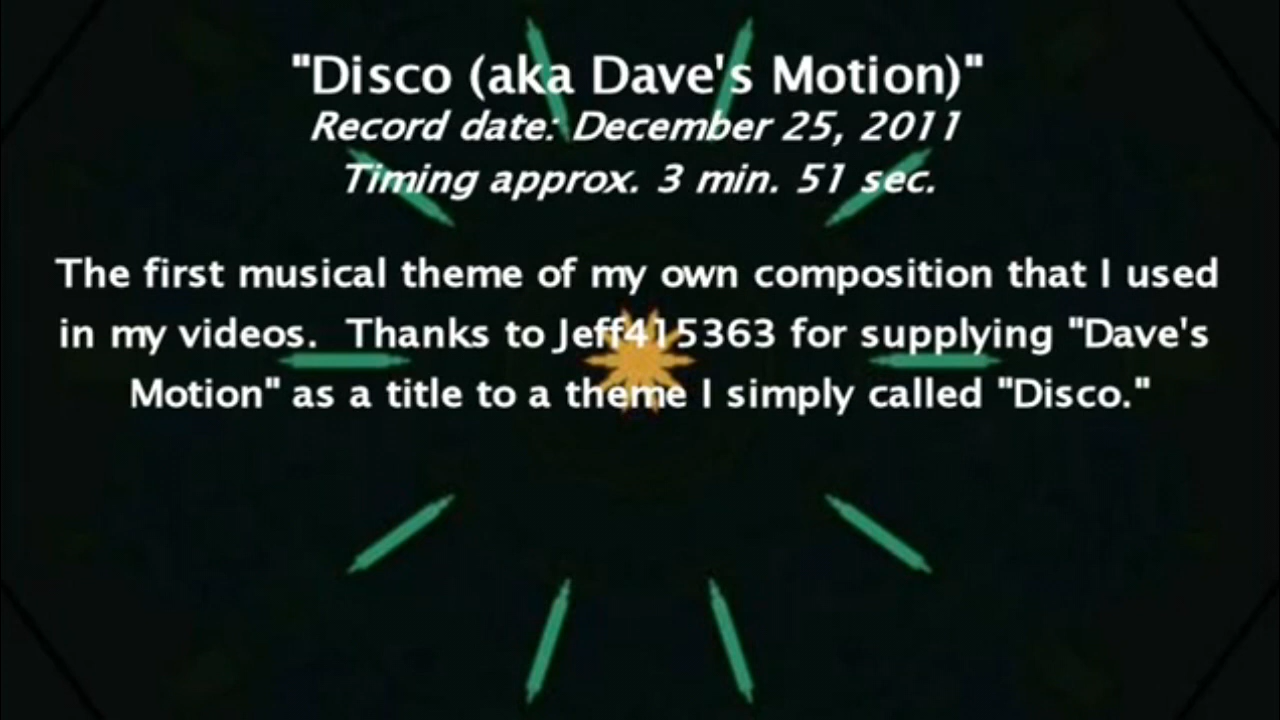 "Disco (aka Dave's Motion)"
Record date: December 25, 2011
Timing approx. 3 min. 51 sec.
The first musical theme of my own composition that I used
in my videos.  Thanks to Jeff415363 for supplying "Dave's
Motion" as a title to a theme I simply called "Disco."